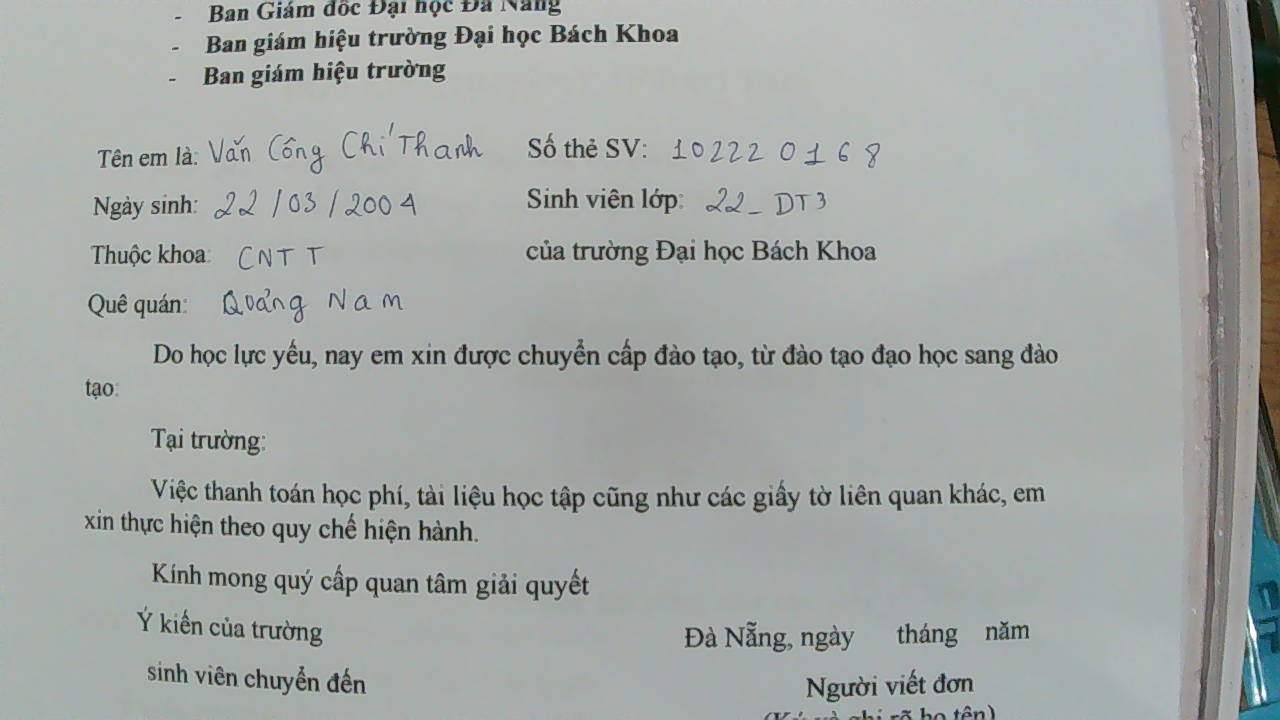 - Ban Giám đốc Đại học Đà Nẵng
- Ban giám hiệu trường Đại học Bách Khoa
- Ban giám hiệu trường
Tên em là: Văn Công Chí Thanh Số thẻ SV: 102220168
Ngày sinh: 22/03/2004 Sinh viên lớp: 22_DT3
Thuộc khoa: CNTT của trường Đại học Bách Khoa
Quê quán: Quảng Nam
Do học lực yếu, nay em xin được chuyển cấp đào tạo, từ đào tạo đạo học sang đào
tạo:
Tại trường:
Việc thanh toán học phí, tài liệu học tập cũng như các giấy tờ liên quan khác, em
xin thực hiện theo quy chế hiện hành.
Kính mong quý cấp quan tâm giải quyết
Ý kiến của trường Đà Nẵng, ngày tháng năm
sinh viên chuyển đến Người viết đơn
(Ký và ghi rõ họ tên)